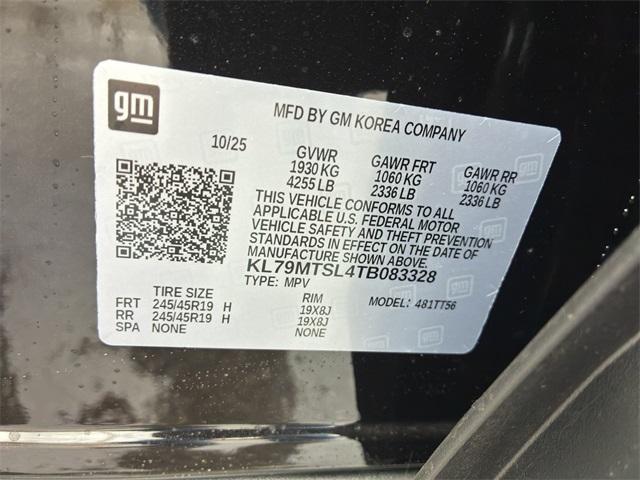 gm
MFD BY GM KOREA COMPANY
10/25
GVWR GAWR FRT GAWR RR
1930 KG 1060 KG 1060 KG
4255 LB 2336 LB 2336 LB
THIS VEHICLE CONFORMS TO ALL
APPLICABLE U.S. FEDERAL MOTOR
VEHICLE SAFETY AND THEFT PREVENTION
STANDARDS IN EFFECT ON THE DATE OF
MANUFACTURE SHOWN ABOVE.
KL79MTSL4TB083328
TYPE: MPV MODEL: 481TT56
TIRE SIZE RIM
FRT 245/45R19 H 19X8J
RR 245/45R19 H 19X8J
SPA NONE NONE